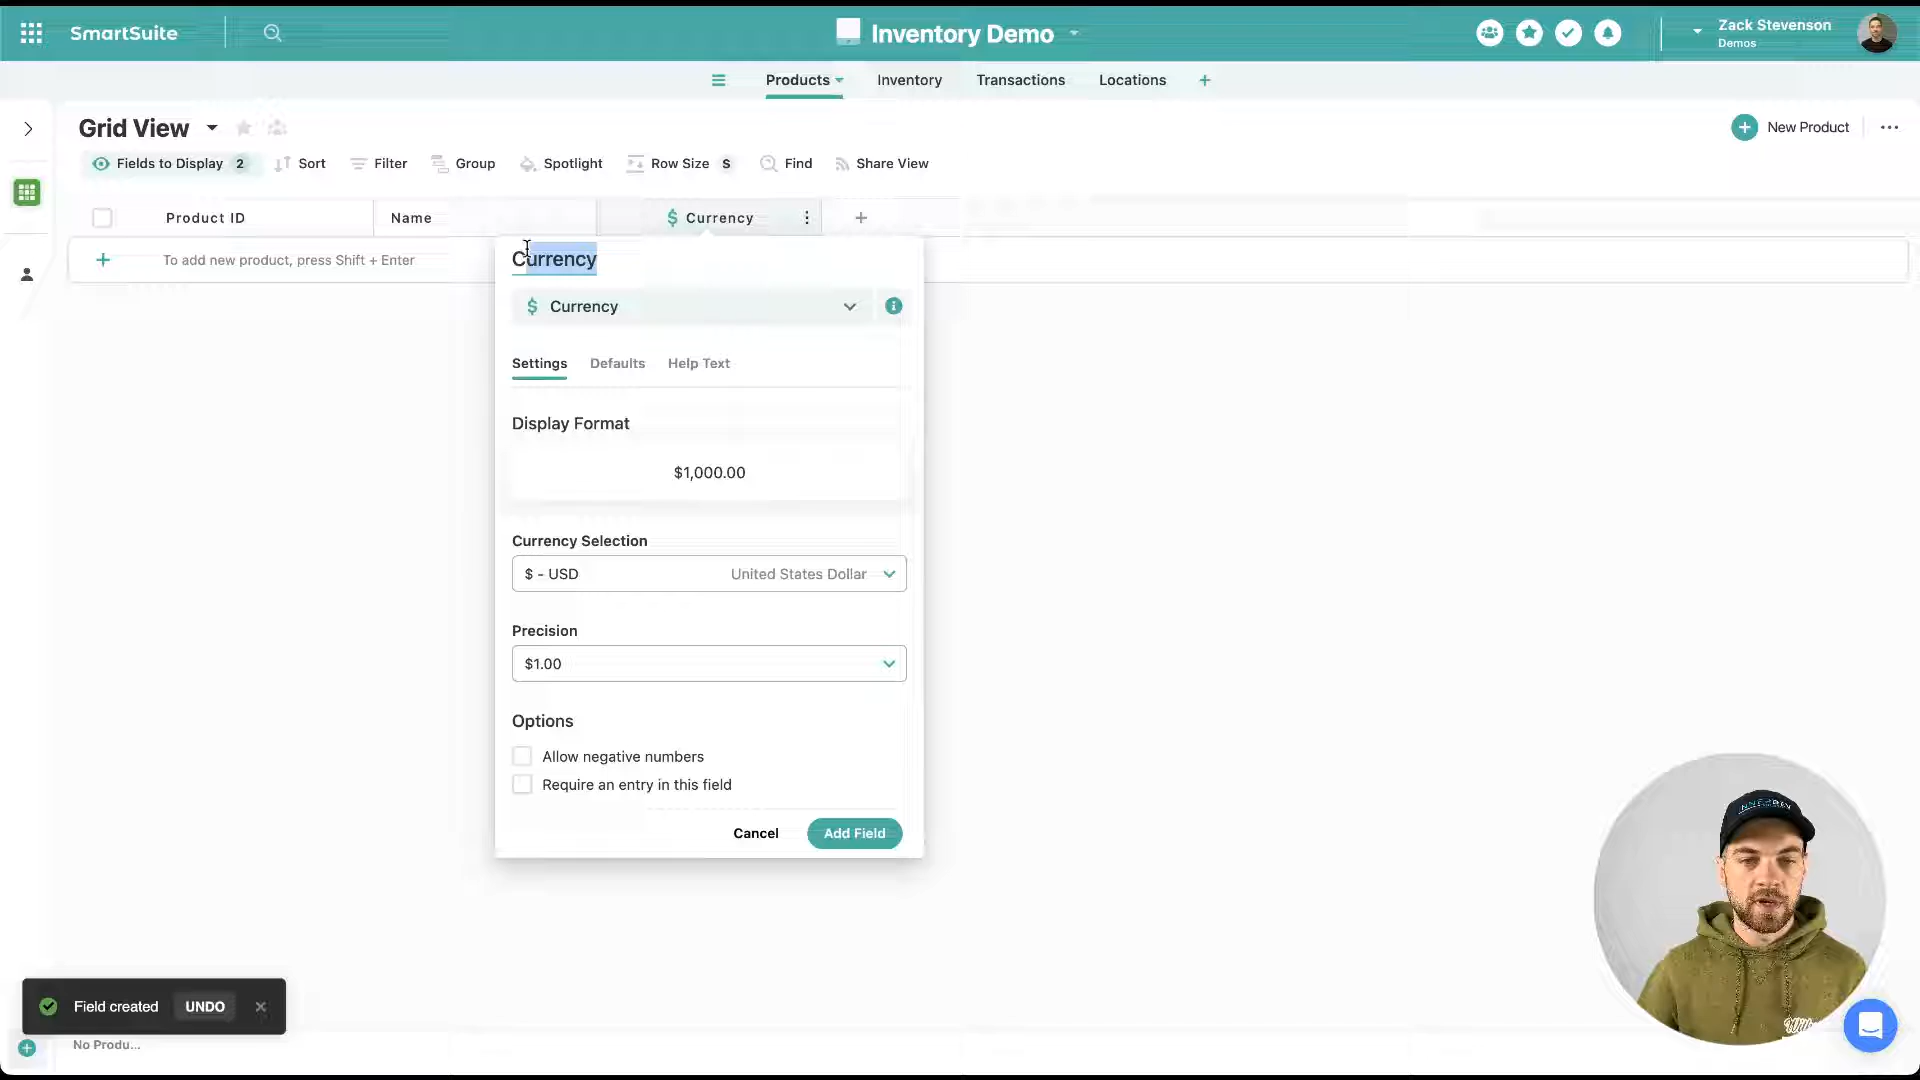 SmartSuite
Inventory Demo
Zack Stevenson
Demos
Products
Inventory
Transactions
Locations
Grid View
New Product
Fields to Display 2
Sort
Filter
Group
Spotlight
Row Size S
Find
Share View
Product ID
Name
$ Currency
To add new product, press Shift + Enter
Currency
$ Currency
Settings
Defaults
Help Text
Display Format
$1,000.00
Currency Selection
$ - USD United States Dollar
Precision
$1.00
Options
Allow negative numbers
Require an entry in this field
Cancel
Add Field
Field created UNDO
No Produ...